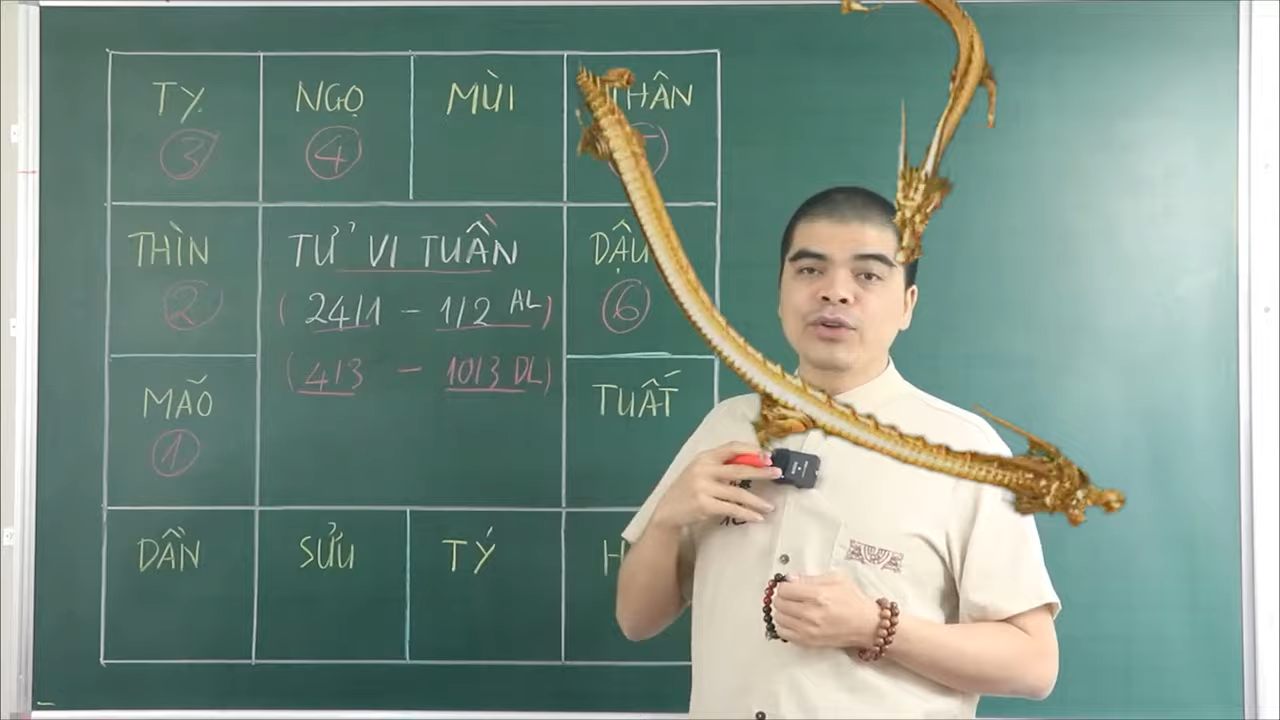 TỴ NGỌ MÙI THÂN
3 4
THÌN TỬ VI TUẦN DẬU
2 (24/1 - 1/2 AL) 6
(4/3 - 10/3 DL)
MÃO TUẤT
1
DẦN SỬU TÝ